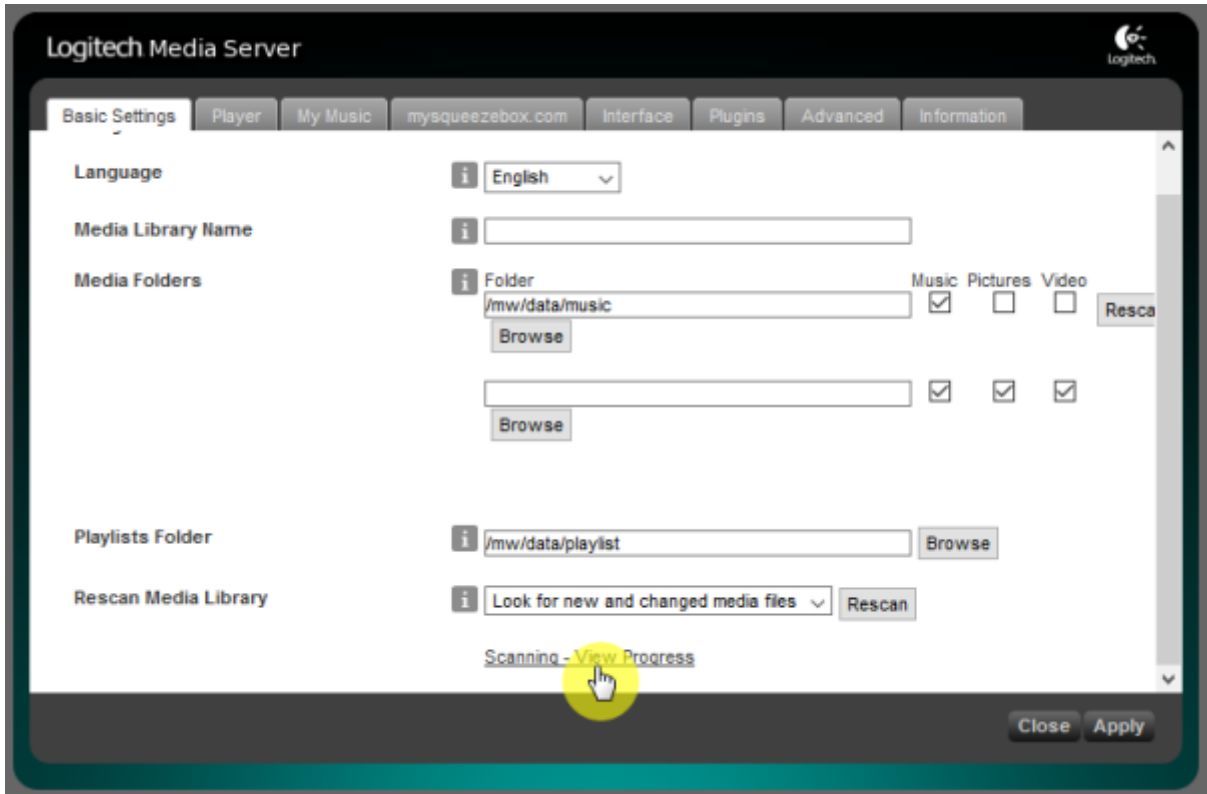 Logitech Media Server
Logitech
Basic Settings Player My Music mysqueezebox.com Interface Plugins Advanced Information
Language i English
Media Library Name i
Media Folders i Folder Music Pictures Video
/mw/data/music Resca
Browse
Browse
Playlists Folder i /mw/data/playlist Browse
Rescan Media Library i Look for new and changed media files Rescan
Scanning - View Progress
Close Apply